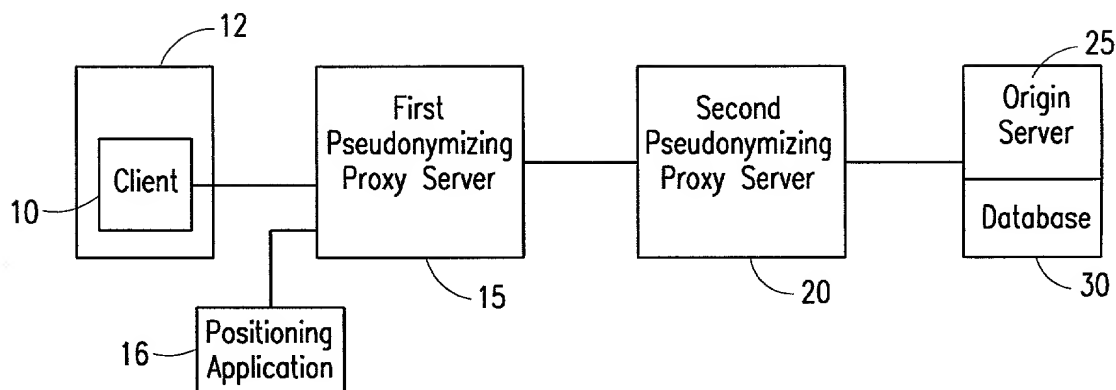 12
Client
10
First
Pseudonymizing
Proxy Server
15
Positioning
Application
16
Second
Pseudonymizing
Proxy Server
20
25
Origin
Server
Database
30